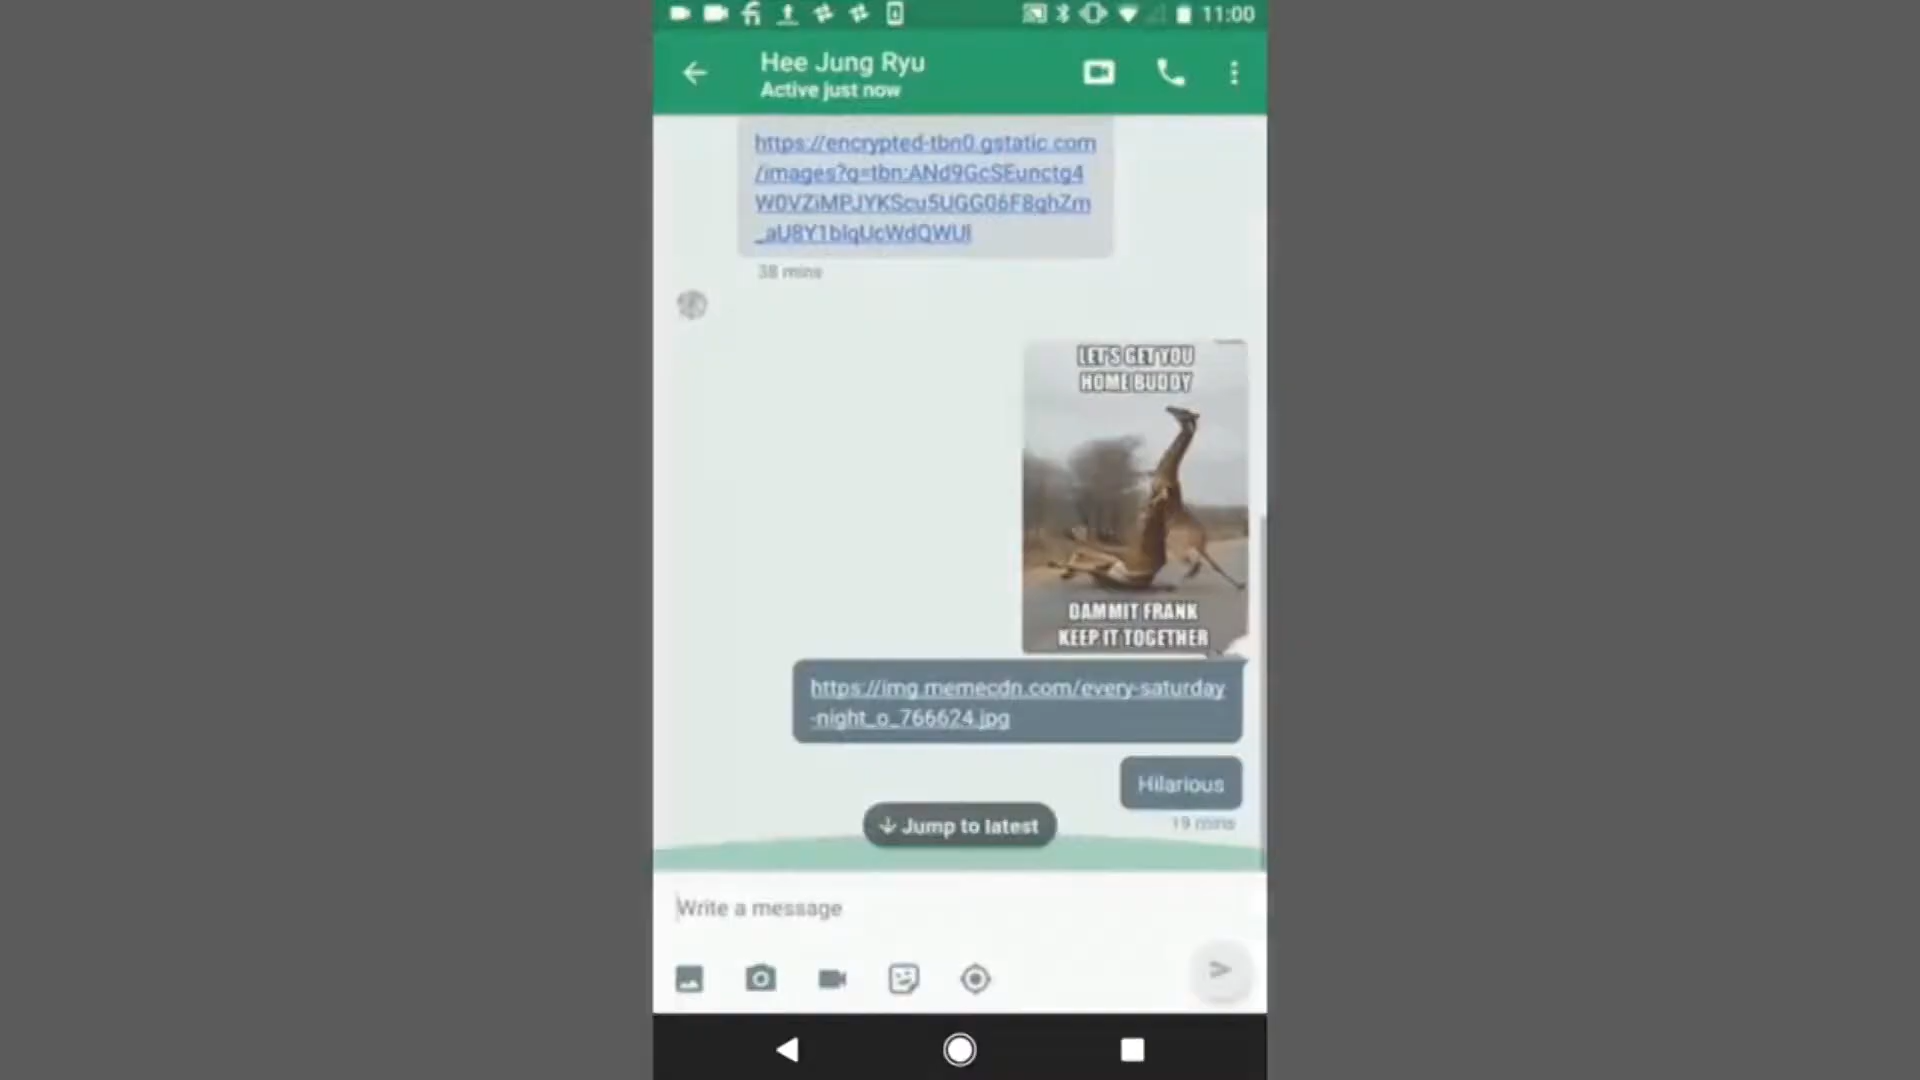 11:00
Hee Jung Ryu
Active just now
https://encrypted-tbn0.gstatic.com
/images?q=tbn:ANd9GcSEunctg4
W0VZiMPJYKScu5UGG06F8ghZm
_aU8Y1blqUcWdQWUl
38 mins
LET'S GET YOU
HOME BUDDY
DAMMIT FRANK
KEEP IT TOGETHER
https://img.memecdn.com/every-saturday
-night_o_766624.jpg
Hilarious
19 mins
Jump to latest
Write a message